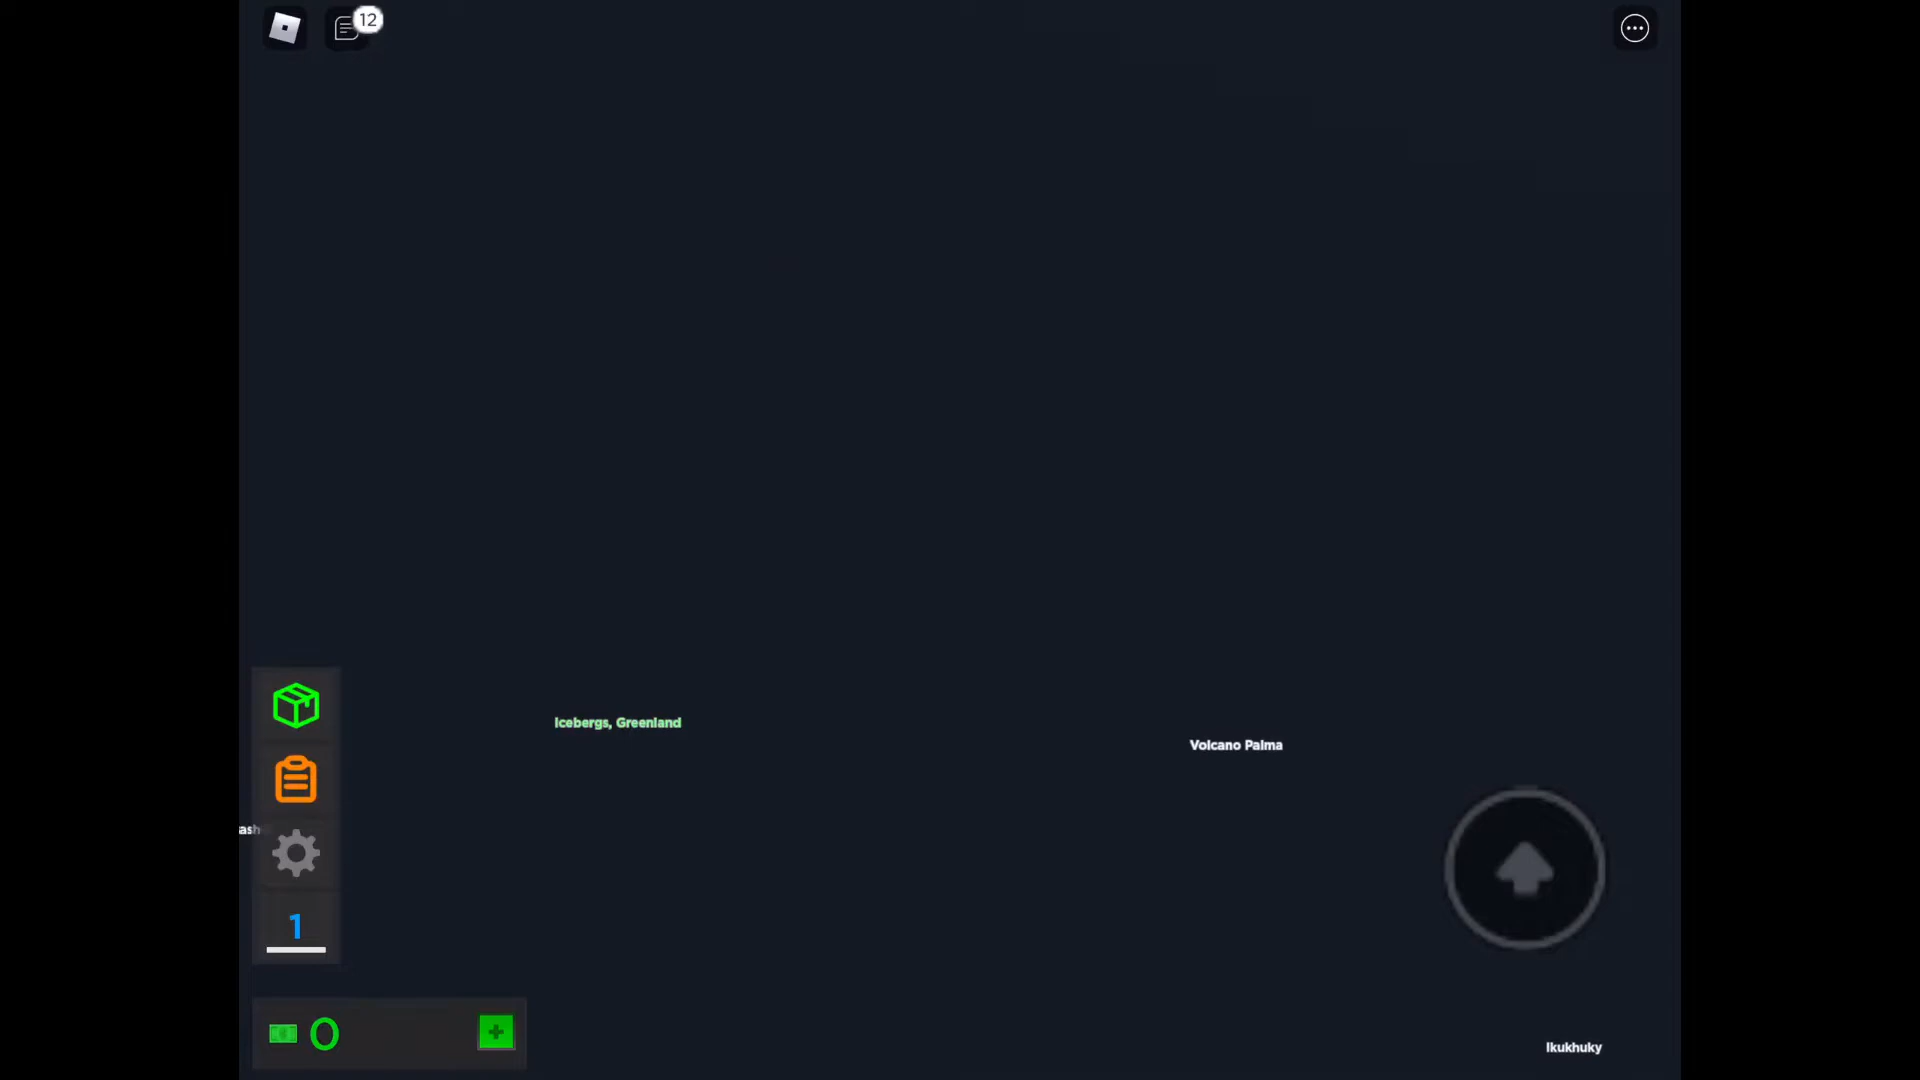 12
Icebergs, Greenland
Volcano Palma
ash
1
0
Ikukhuky